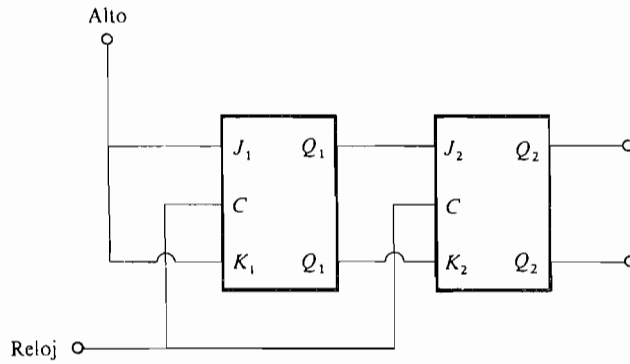 Alto
J₁ Q₁ J₂ Q₂
C C
K₁ Q₁ K₂ Q₂
Reloj